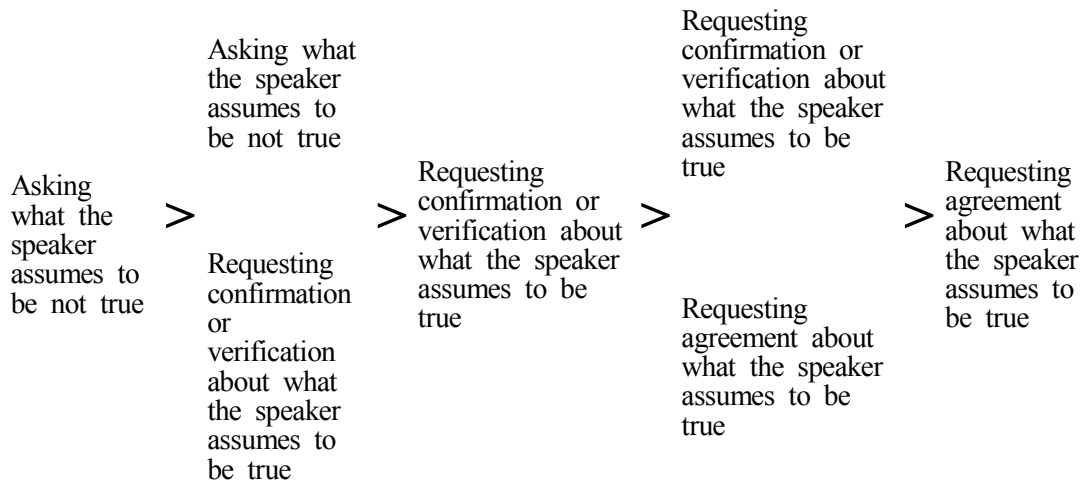 Asking
what the
speaker
assumes to
be not true
>
Asking what
the speaker
assumes to
be not true
Requesting
confirmation
or
verification
about what
the speaker
assumes to
be true
>
Requesting
confirmation or
verification about
what the speaker
assumes to be
true
>
Requesting
confirmation or
verification about
what the speaker
assumes to be
true
Requesting
agreement about
what the speaker
assumes to be
true
>
Requesting
agreement
about what
the speaker
assumes to
be true